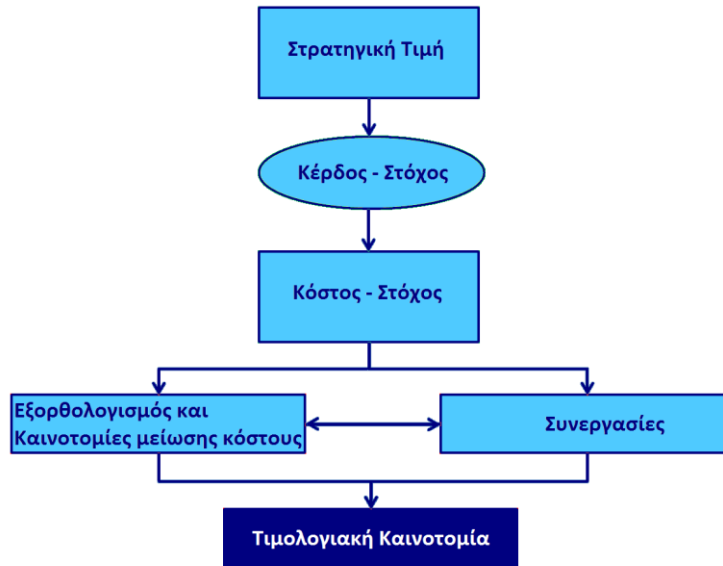 Στρατηγική Τιμή
Κέρδος - Στόχος
Κόστος - Στόχος
Εξορθολογισμός και
Καινοτομίες μείωσης κόστους
Συνεργασίες
Τιμολογιακή Καινοτομία